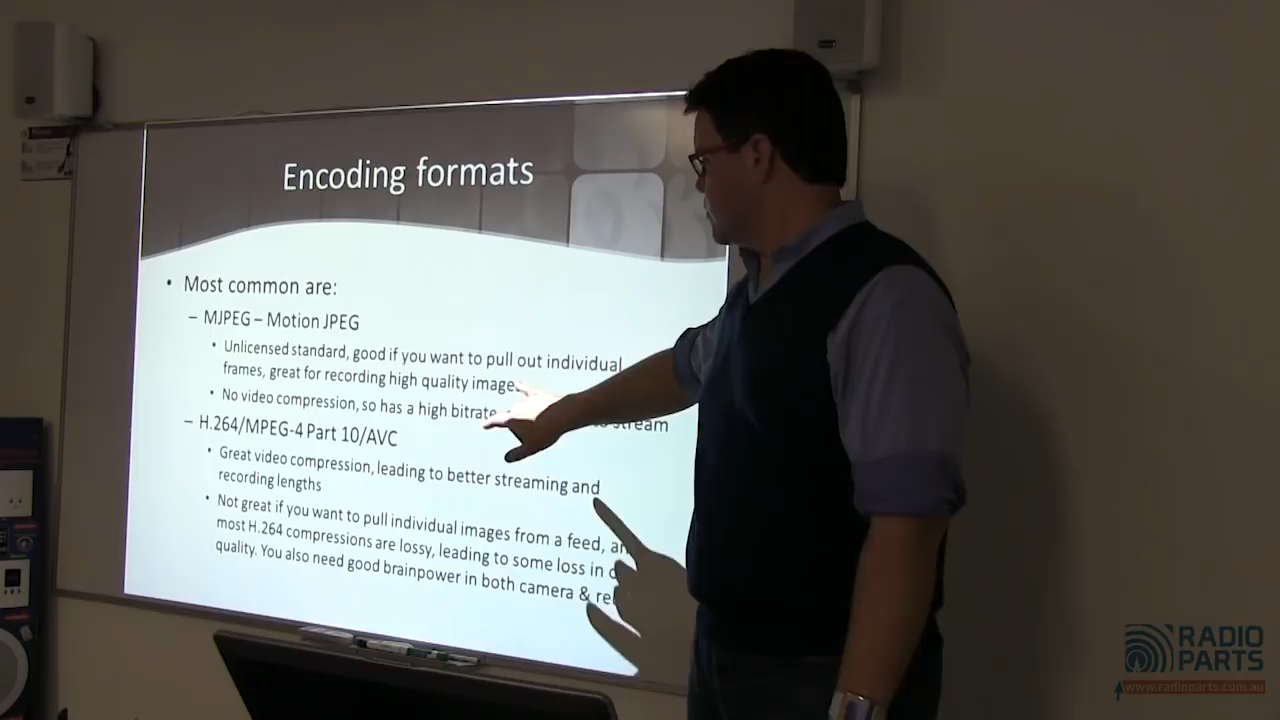 Encoding formats
• Most common are:
– MJPEG – Motion JPEG
• Unlicensed standard, good if you want to pull out individual
frames, great for recording high quality image
• No video compression, so has a high bitrate
stream
– H.264/MPEG-4 Part 10/AVC
• Great video compression, leading to better streaming and
recording lengths
• Not great if you want to pull individual images from a feed,
most H.264 compressions are lossy, leading to some loss in
quality. You also need good brainpower in both camera &
RADIO
PARTS
www.radioparts.com.au